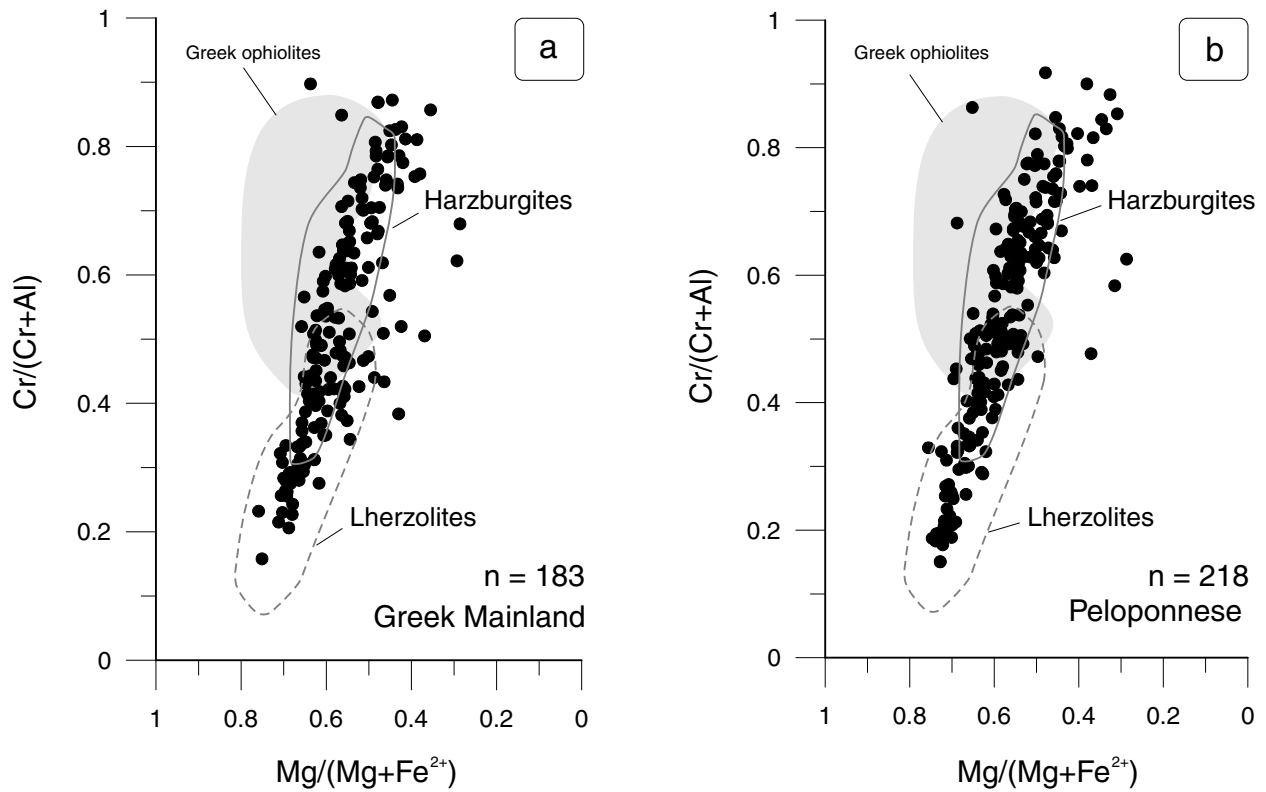 a
Greek ophiolites
Harzburgites
Lherzolites
n = 183
Greek Mainland
Cr/(Cr+Al)
1
0.8
0.6
0.4
0.2
0
1 0.8 0.6 0.4 0.2 0
Mg/(Mg+Fe²⁺)
b
Greek ophiolites
Harzburgites
Lherzolites
n = 218
Peloponnese
Cr/(Cr+Al)
1
0.8
0.6
0.4
0.2
0
1 0.8 0.6 0.4 0.2 0
Mg/(Mg+Fe²⁺)